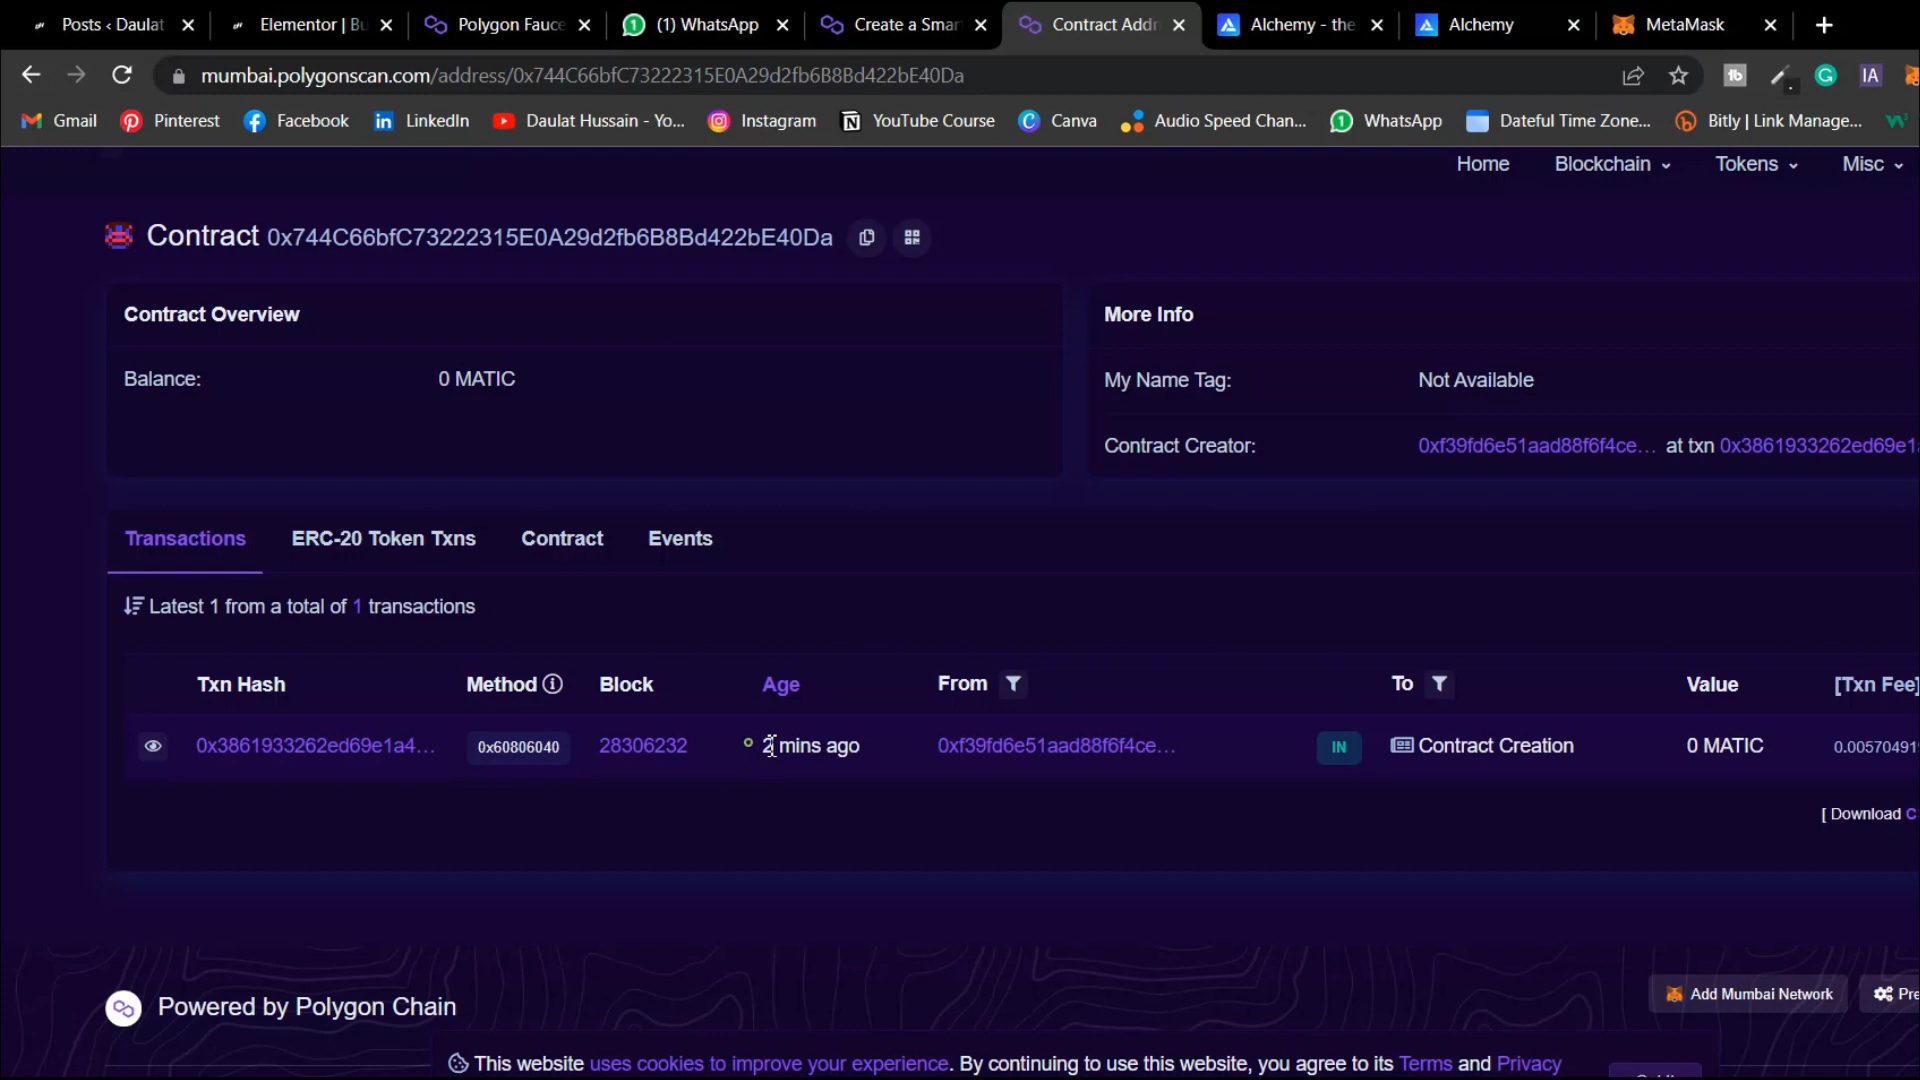 Posts ‹ Daulat
Elementor | Bu
Polygon Fauce
(1) WhatsApp
Create a Smar
Contract Addr
Alchemy - the
Alchemy
MetaMask
mumbai.polygonscan.com/address/0x744C66bfC73222315E0A29d2fb6B8Bd422bE40Da
Gmail
Pinterest
Facebook
LinkedIn
Daulat Hussain - Yo...
Instagram
YouTube Course
Canva
Audio Speed Chan...
WhatsApp
Dateful Time Zone...
Bitly | Link Manage...
Home
Blockchain
Tokens
Misc
Contract 0x744C66bfC73222315E0A29d2fb6B8Bd422bE40Da
Contract Overview
Balance: 0 MATIC
More Info
My Name Tag: Not Available
Contract Creator: 0xf39fd6e51aad88f6f4ce... at txn 0x3861933262ed69e1
Transactions
ERC-20 Token Txns
Contract
Events
Latest 1 from a total of 1 transactions
Txn Hash Method Block Age From To Value [Txn Fee]
0x3861933262ed69e1a4... 0x60806040 28306232 2 mins ago 0xf39fd6e51aad88f6f4ce... IN Contract Creation 0 MATIC 0.00570491
[ Download C
Powered by Polygon Chain
Add Mumbai Network
Pre
This website uses cookies to improve your experience. By continuing to use this website, you agree to its Terms and Privacy